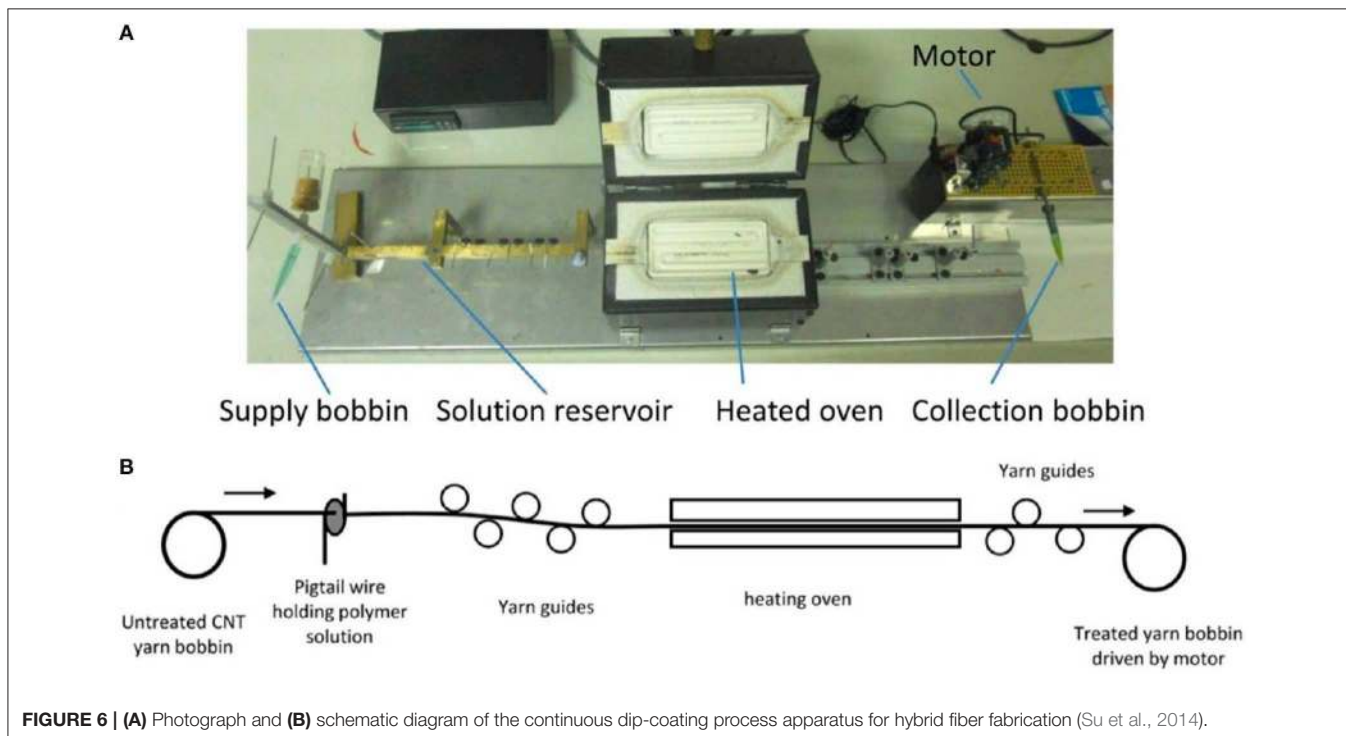 A
Motor
Supply bobbin
Solution reservoir
Heated oven
Collection bobbin
B
Yarn guides
Pigtail wire
holding polymer
solution
Yarn guides
heating oven
Untreated CNT
yarn bobbin
Treated yarn bobbin
driven by motor
FIGURE 6 | (A) Photograph and (B) schematic diagram of the continuous dip-coating process apparatus for hybrid fiber fabrication (Su et al., 2014).